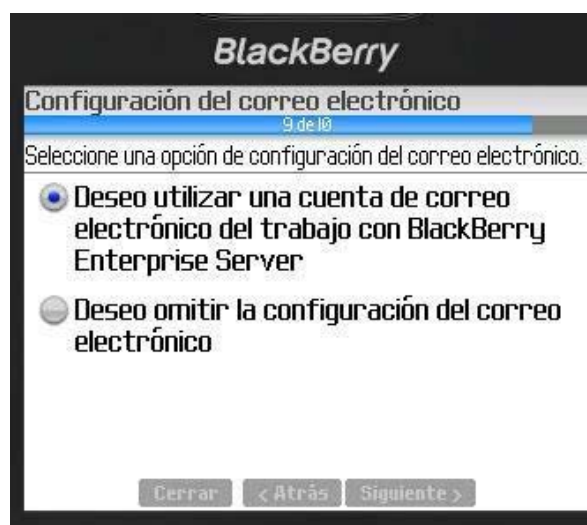 BlackBerry
Configuración del correo electrónico
9 de 10
Seleccione una opción de configuración del correo electrónico.
Deseo utilizar una cuenta de correo
electrónico del trabajo con BlackBerry
Enterprise Server
Deseo omitir la configuración del correo
electrónico
Cerrar
< Atrás
Siguiente >